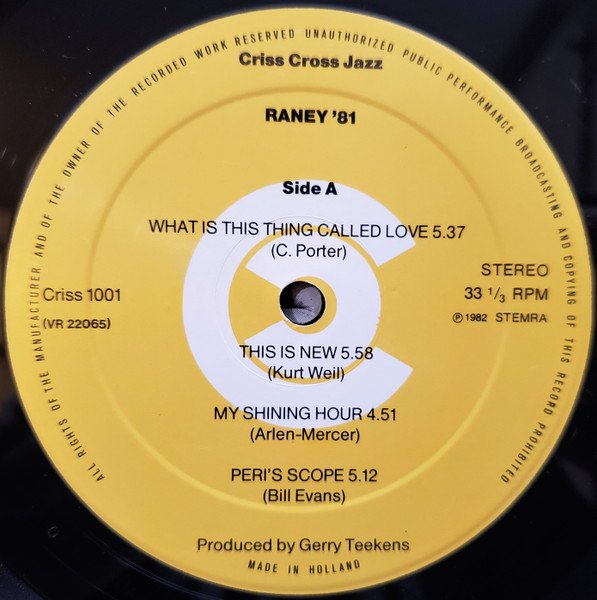 ALL RIGHTS OF THE MANUFACTURER AND OF THE OWNER OF THE RECORDED WORK RESERVED UNAUTHORIZED PUBLIC PERFORMANCE BROADCASTING AND COPYING OF THIS RECORD PROHIBITED
Criss Cross Jazz
RANEY '81
Side A
WHAT IS THIS THING CALLED LOVE 5.37
(C. Porter)
STEREO
Criss 1001
33 1/3 RPM
(VR 22065)
℗ 1982 STEMRA
THIS IS NEW 5.58
(Kurt Weil)
MY SHINING HOUR 4.51
(Arlen-Mercer)
PERI'S SCOPE 5.12
(Bill Evans)
Produced by Gerry Teekens
MADE IN HOLLAND